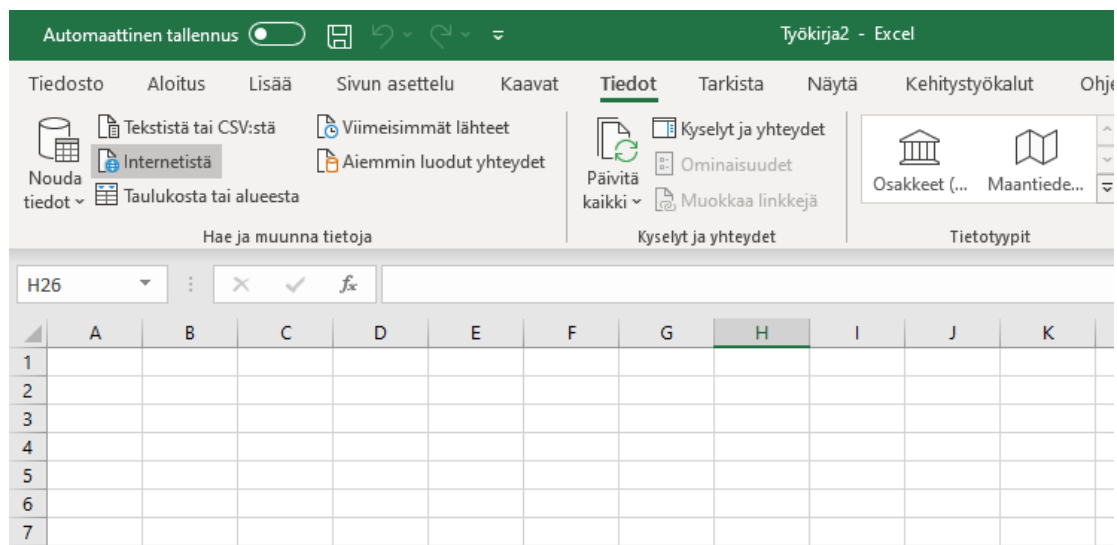 Automaattinen tallennus
Työkirja2 - Excel
Tiedosto Aloitus Lisää Sivun asettelu Kaavat Tiedot Tarkista Näytä Kehitystyökalut Ohje
Nouda tiedot
Tekstistä tai CSV:stä
Internetistä
Taulukosta tai alueesta
Viimeisimmät lähteet
Aiemmin luodut yhteydet
Hae ja muunna tietoja
Päivitä kaikki
Kyselyt ja yhteydet
Ominaisuudet
Muokkaa linkkejä
Kyselyt ja yhteydet
Osakkeet (... Maantiede...
Tietotyypit
H26 fx
A B C D E F G H I J K
1
2
3
4
5
6
7